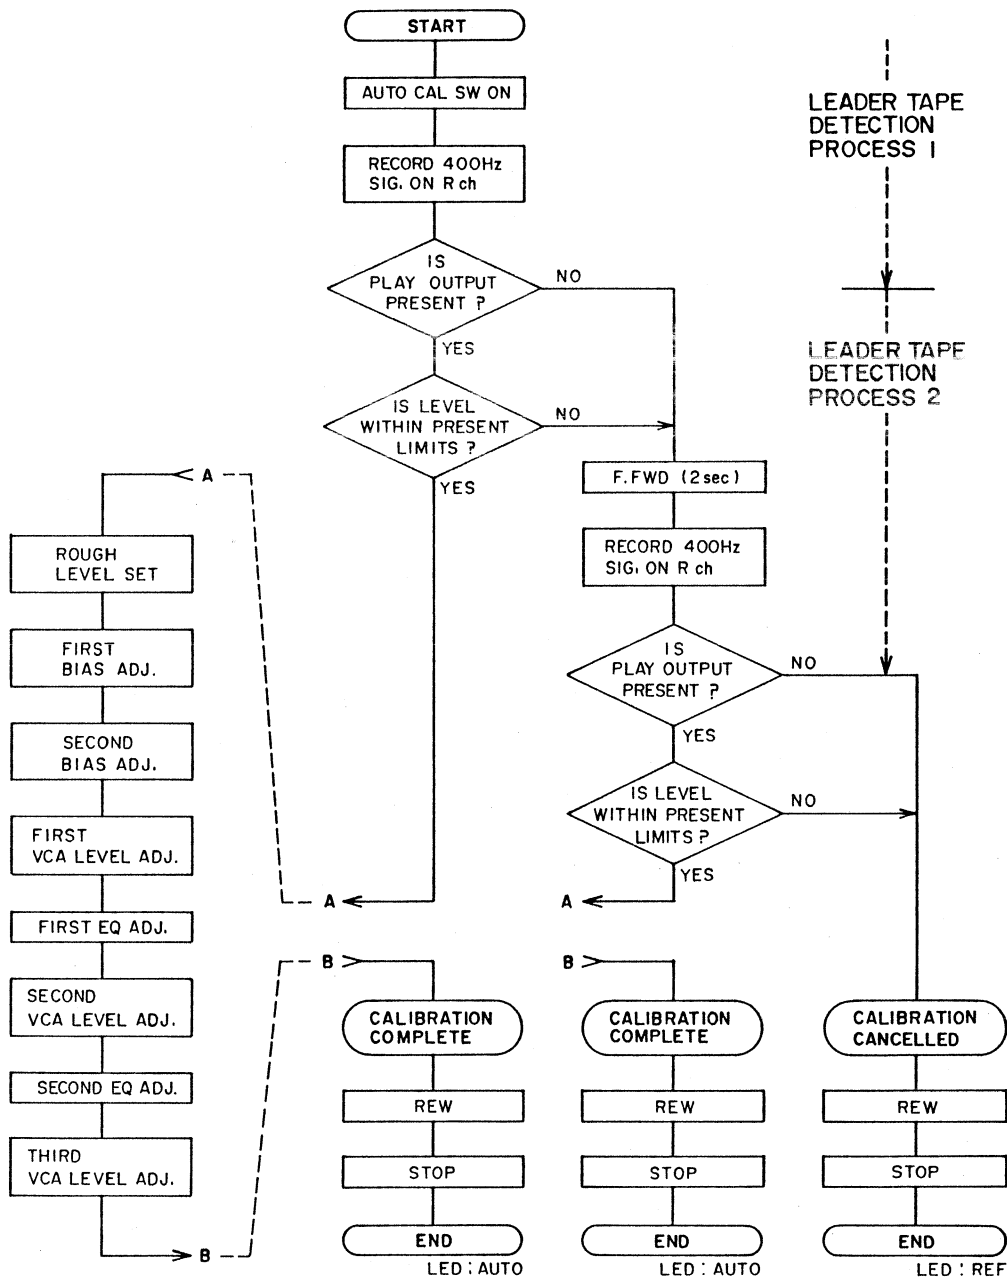 START
AUTO CAL SW ON
RECORD 400Hz
SIG. ON R ch
IS
PLAY OUTPUT
PRESENT ?
NO
YES
IS LEVEL
WITHIN PRESENT
LIMITS ?
NO
YES
LEADER TAPE
DETECTION
PROCESS 1
LEADER TAPE
DETECTION
PROCESS 2
F. FWD (2sec)
RECORD 400Hz
SIG. ON R ch
IS
PLAY OUTPUT
PRESENT ?
NO
YES
IS LEVEL
WITHIN PRESENT
LIMITS ?
NO
YES
A
ROUGH
LEVEL SET
FIRST
BIAS ADJ.
SECOND
BIAS ADJ.
FIRST
VCA LEVEL ADJ.
FIRST EQ ADJ.
SECOND
VCA LEVEL ADJ.
SECOND EQ ADJ.
THIRD
VCA LEVEL ADJ.
B
A
B
CALIBRATION
COMPLETE
REW
STOP
END
LED : AUTO
A
B
CALIBRATION
COMPLETE
REW
STOP
END
LED : AUTO
CALIBRATION
CANCELLED
REW
STOP
END
LED : REF